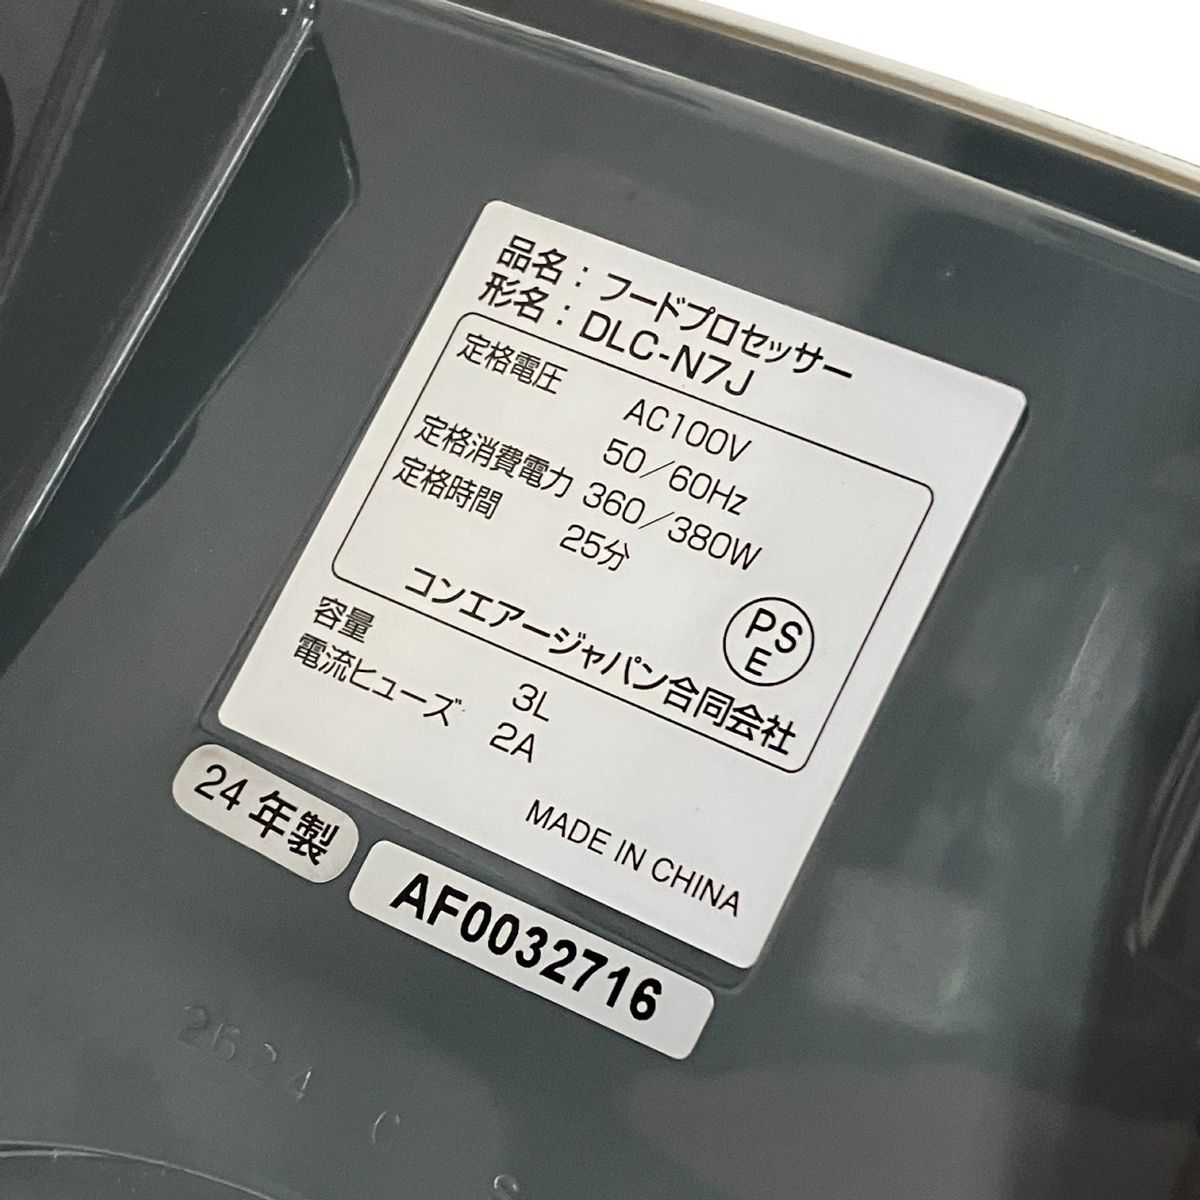 品名：フードプロセッサー
形名：DLC-N7J
定格電圧 AC100V
50／60Hz
定格消費電力 360／380W
定格時間 25分
PS
E
コンエアージャパン合同会社
容量 3L
電流ヒューズ 2A
MADE IN CHINA
24年製
AF0032716
2624 C
S